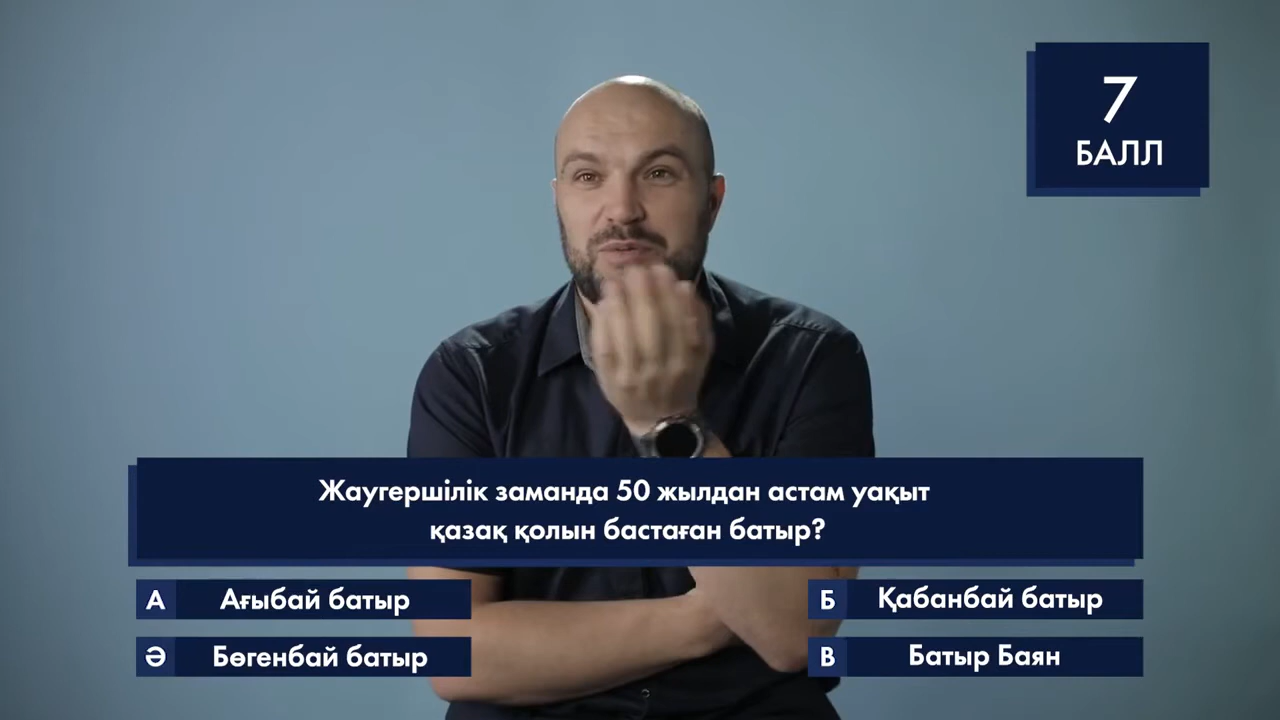 7
БАЛЛ
Жаугершілік заманда 50 жылдан астам уақыт
қазақ қолын бастаған батыр?
А Ағыбай батыр
Ә Бөгенбай батыр
Б Қабанбай батыр
В Батыр Баян